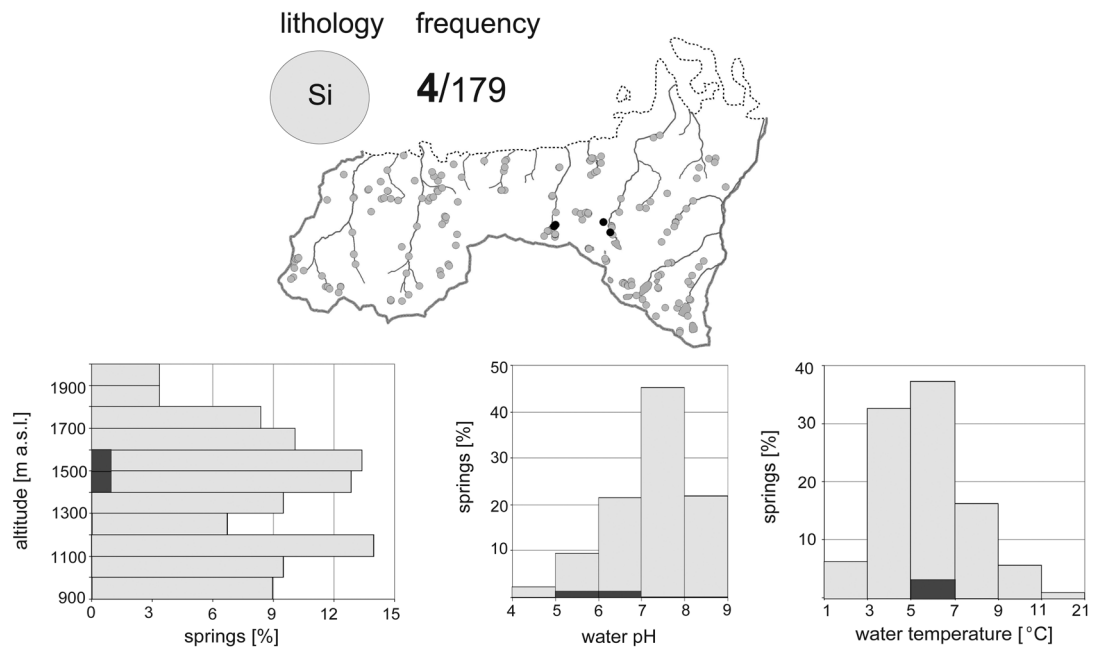 lithology frequency
Si 4/179
altitude [m a.s.l.]
1900
1700
1500
1300
1100
900
0 3 6 9 12 15
springs [%]
springs [%]
50
40
30
20
10
4 5 6 7 8 9
water pH
springs [%]
40
30
20
10
1 3 5 7 9 11 21
water temperature [°C]